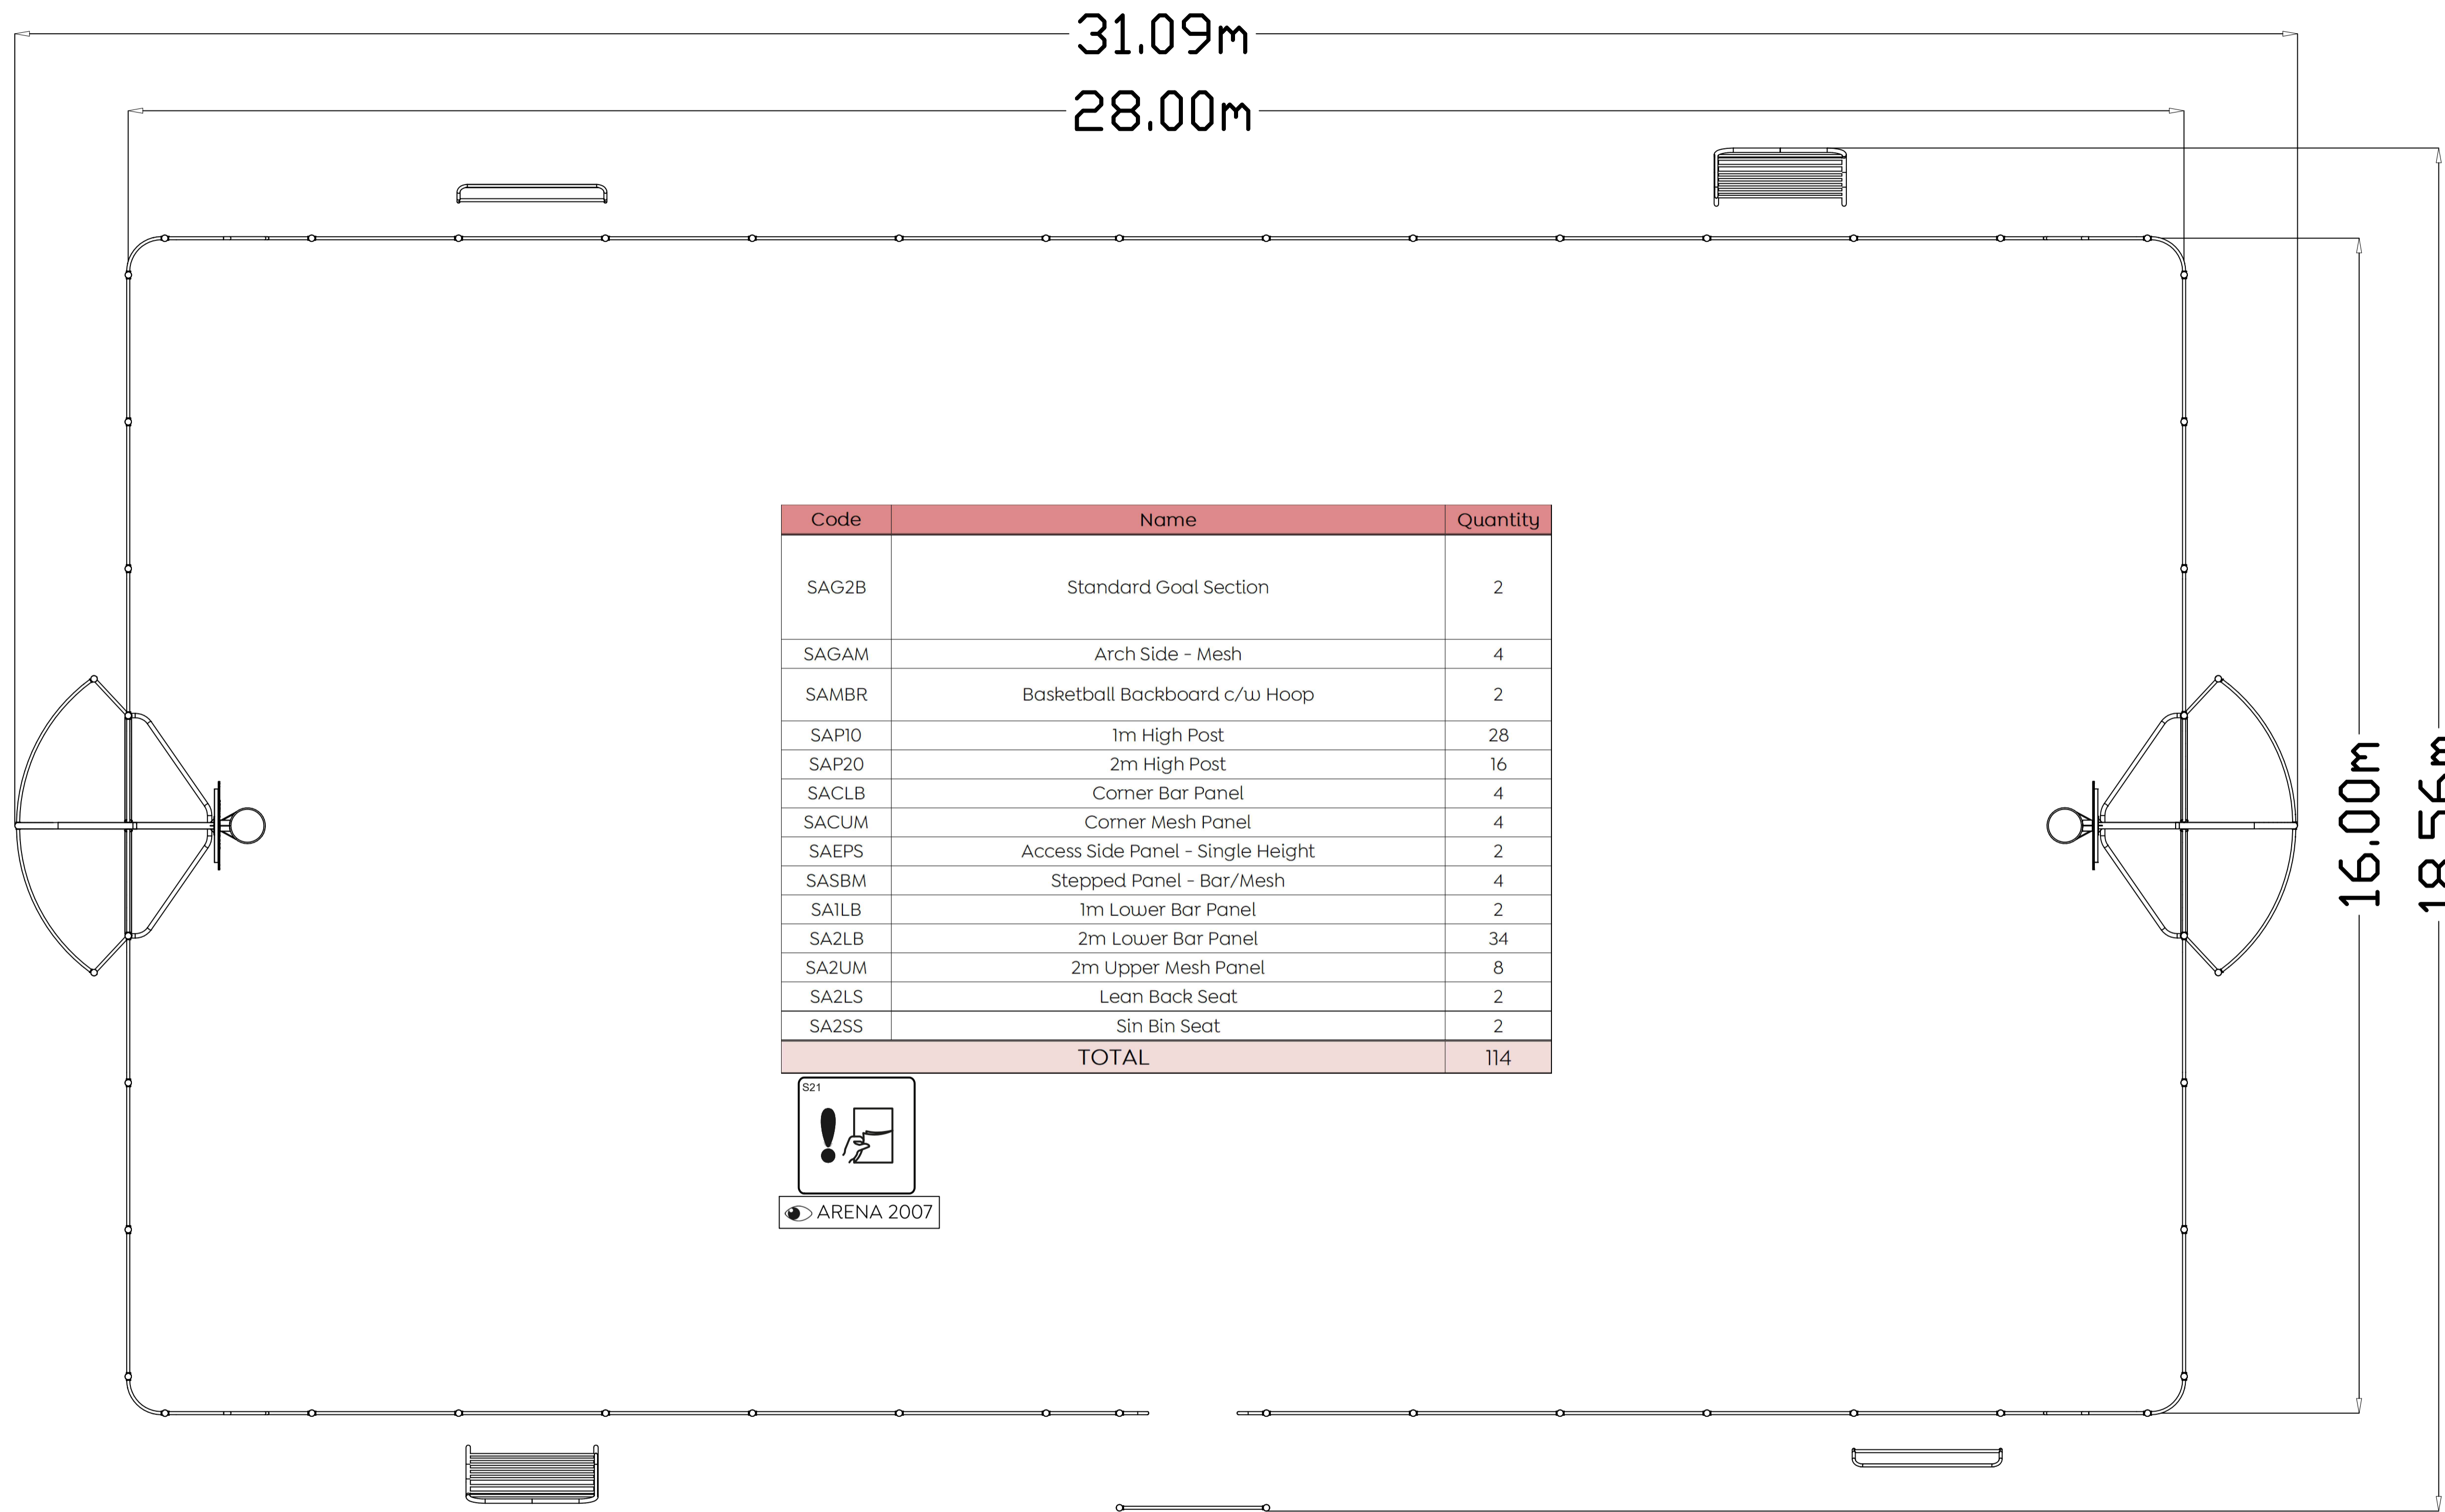 31.09m
28.00m
Code Name Quantity
SAG2B Standard Goal Section 2
SAGAM Arch Side - Mesh 4
SAMBR Basketball Backboard c/w Hoop 2
SAP10 1m High Post 28
SAP20 2m High Post 16
SACLB Corner Bar Panel 4
SACUM Corner Mesh Panel 4
SAEPS Access Side Panel - Single Height 2
SASBM Stepped Panel - Bar/Mesh 4
SA1LB 1m Lower Bar Panel 2
SA2LB 2m Lower Bar Panel 34
SA2UM 2m Upper Mesh Panel 8
SA2LS Lean Back Seat 2
SA2SS Sin Bin Seat 2
TOTAL 114
S21
ARENA 2007
16.00m
18.56m